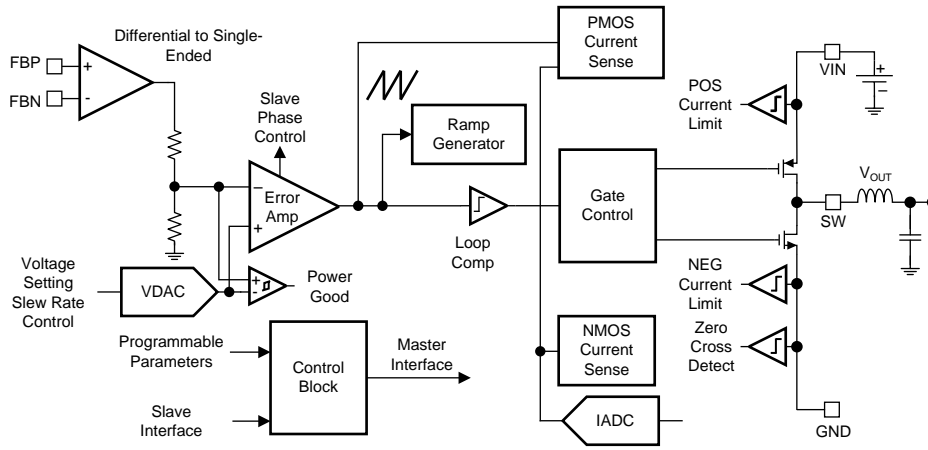 Differential to Single-
Ended
FBP
FBN
+
-
Slave
Phase
Control
Ramp
Generator
PMOS
Current
Sense
VIN
+
−
POS
Current
Limit
−
Error
Amp
+
Loop
Comp
Gate
Control
VOUT
SW
Voltage
Setting
Slew Rate
Control
VDAC
+
-
Power
Good
NEG
Current
Limit
Programmable
Parameters
Control
Block
Master
Interface
NMOS
Current
Sense
Zero
Cross
Detect
Slave
Interface
IADC
GND